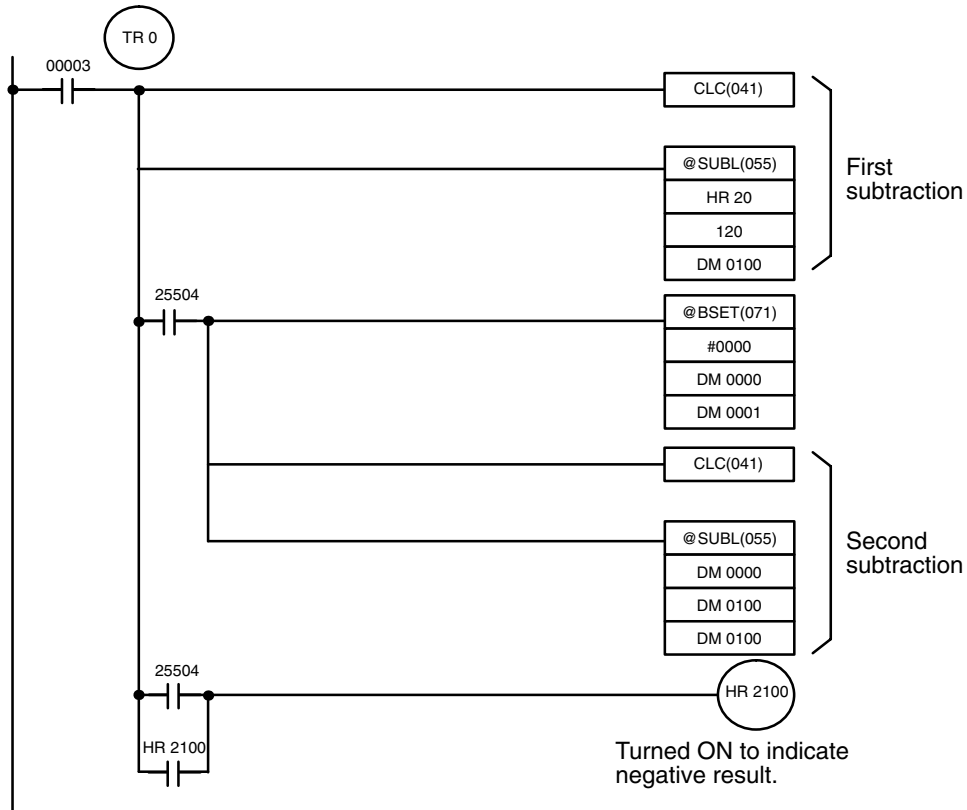 TR 0
00003
CLC(041)
@SUBL(055)
HR 20
120
DM 0100
First
subtraction
25504
@BSET(071)
#0000
DM 0000
DM 0001
CLC(041)
@SUBL(055)
DM 0000
DM 0100
DM 0100
Second
subtraction
25504
HR 2100
HR 2100
Turned ON to indicate
negative result.